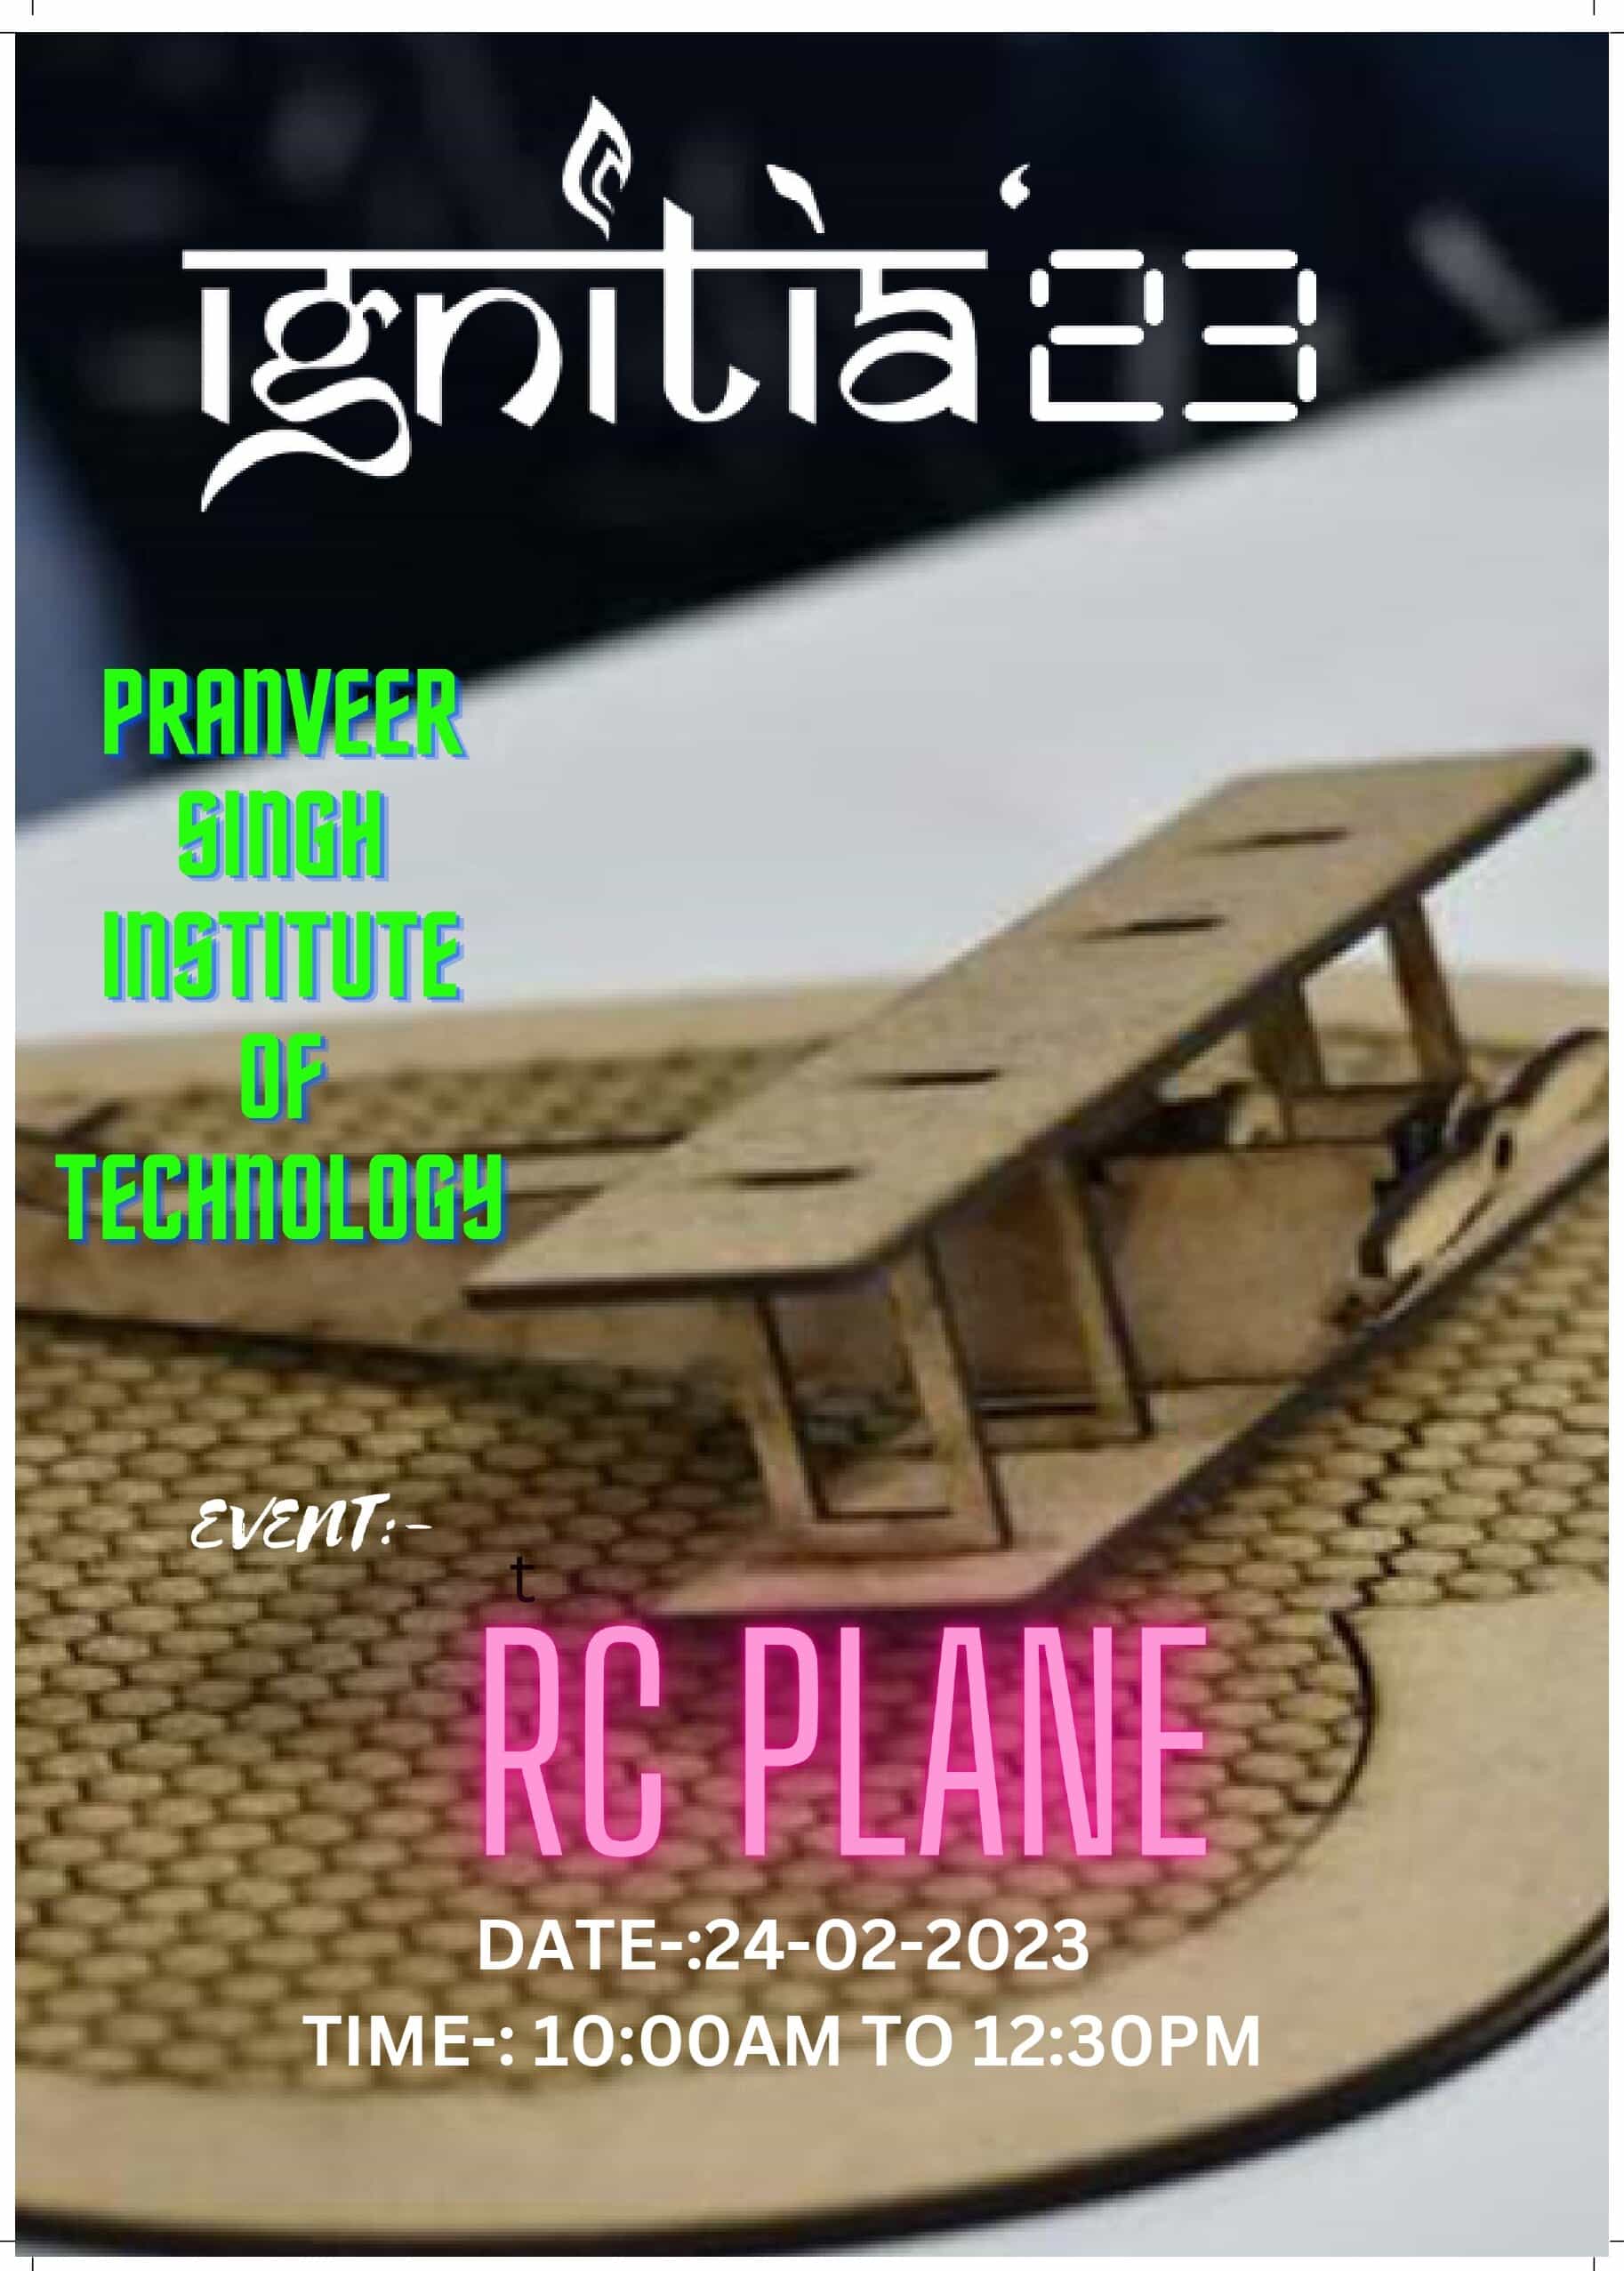 ignitia '23
PRANVEER
SINGH
INSTITUTE
OF
TECHNOLOGY
EVENT:-
t
RC PLANE
DATE-:24-02-2023
TIME-: 10:00AM TO 12:30PM